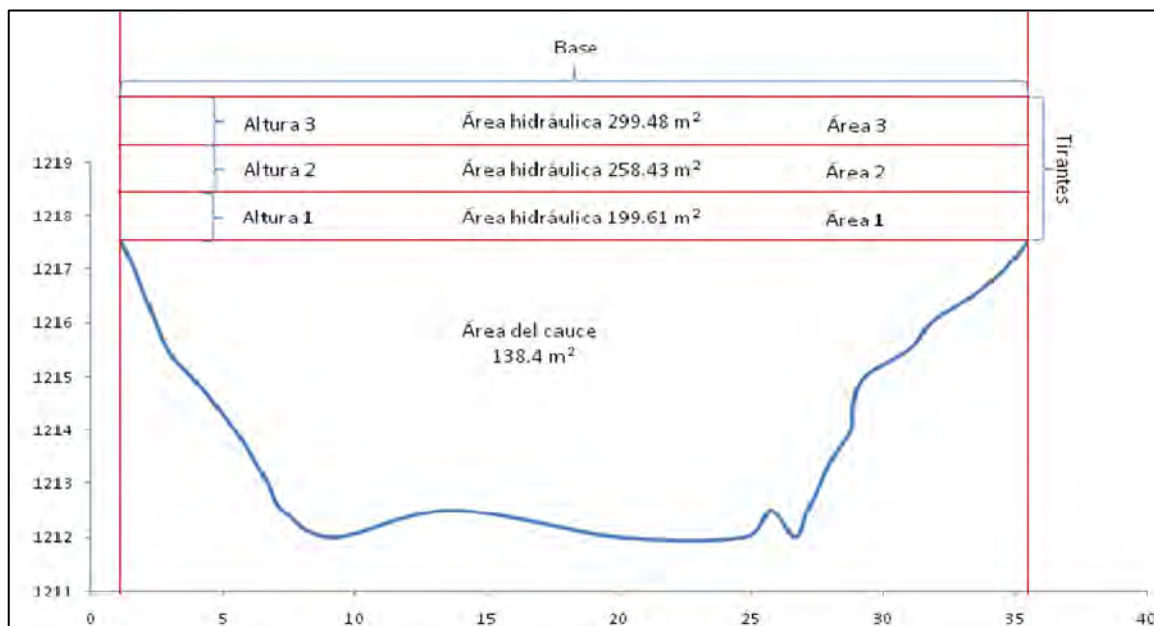 Base
Altura 3 Área hidráulica 299.48 m² Área 3
1219 Altura 2 Área hidráulica 258.43 m² Área 2
Tirantes
1218 Altura 1 Área hidráulica 199.61 m² Área 1
1217
1216
Área del cauce
138.4 m²
1215
1214
1213
1212
1211
0 5 10 15 20 25 30 35 40